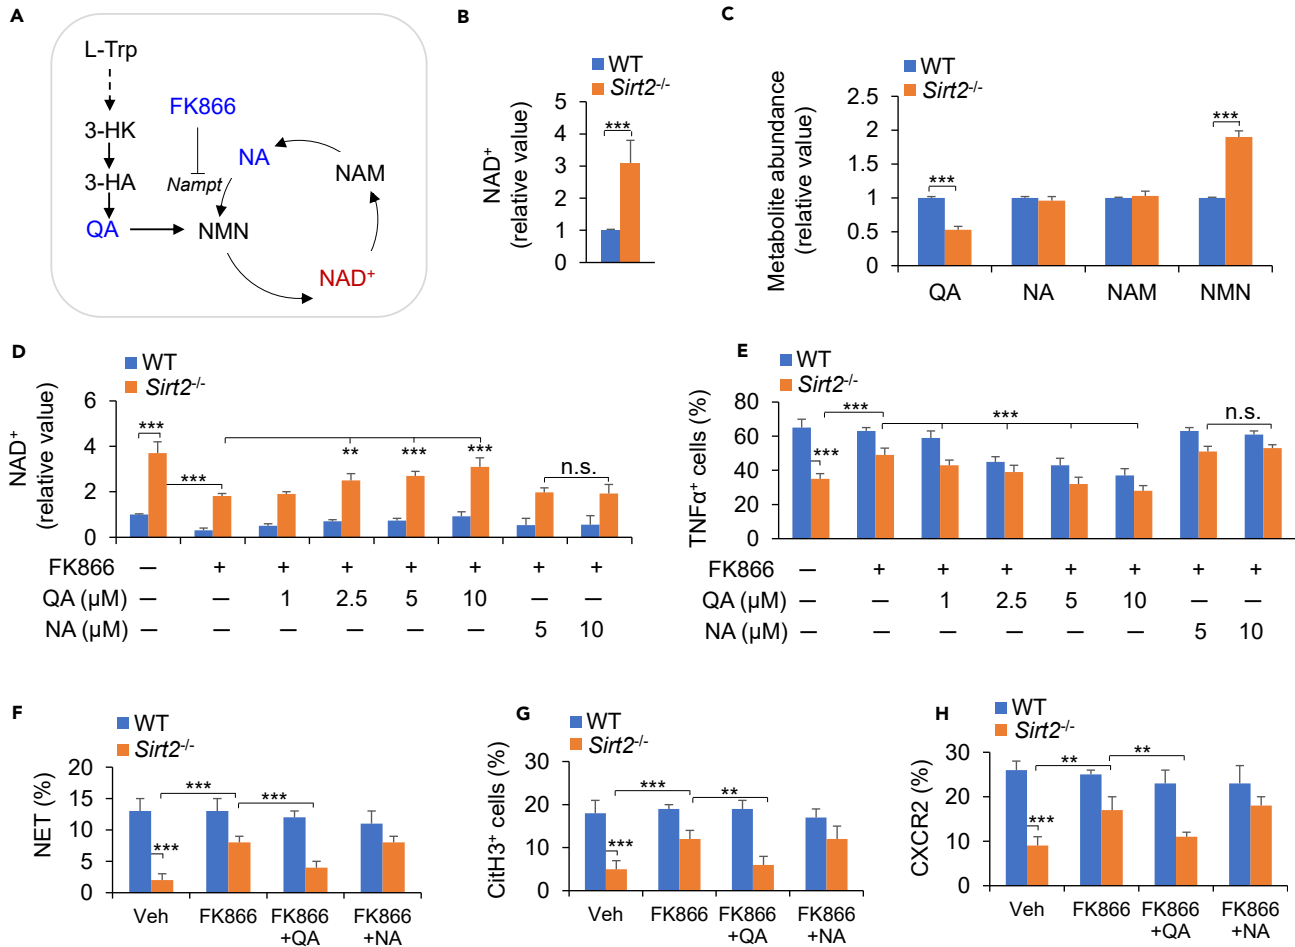 A
L-Trp
FK866
3-HK
NA
3-HA
Nampt
NAM
QA
NMN
NAD+
B
WT
Sirt2-/-
NAD+
(relative value)
5
4
3
2
1
0
***
C
WT
Sirt2-/-
Metabolite abundance
(relative value)
2.5
2
1.5
1
0.5
0
***
***
QA NA NAM NMN
D
WT
Sirt2-/-
NAD+
(relative value)
6
4
2
0
***
***
** *** ***
n.s.
FK866 — + + + + + + +
QA (μM) — — 1 2.5 5 10 — —
NA (μM) — — — — — — 5 10
E
WT
Sirt2-/-
TNFα+ cells (%)
80
60
40
20
0
***
***
***
n.s.
FK866 — + + + + + + +
QA (μM) — — 1 2.5 5 10 — —
NA (μM) — — — — — — 5 10
F
WT
Sirt2-/-
NET (%)
20
15
10
5
0
***
***
***
Veh FK866 FK866 FK866
+QA +NA
G
WT
Sirt2-/-
CitH3+ cells (%)
30
20
10
0
***
***
**
Veh FK866 FK866 FK866
+QA +NA
H
WT
Sirt2-/-
CXCR2 (%)
30
20
10
0
***
**
**
Veh FK866 FK866 FK866
+QA +NA